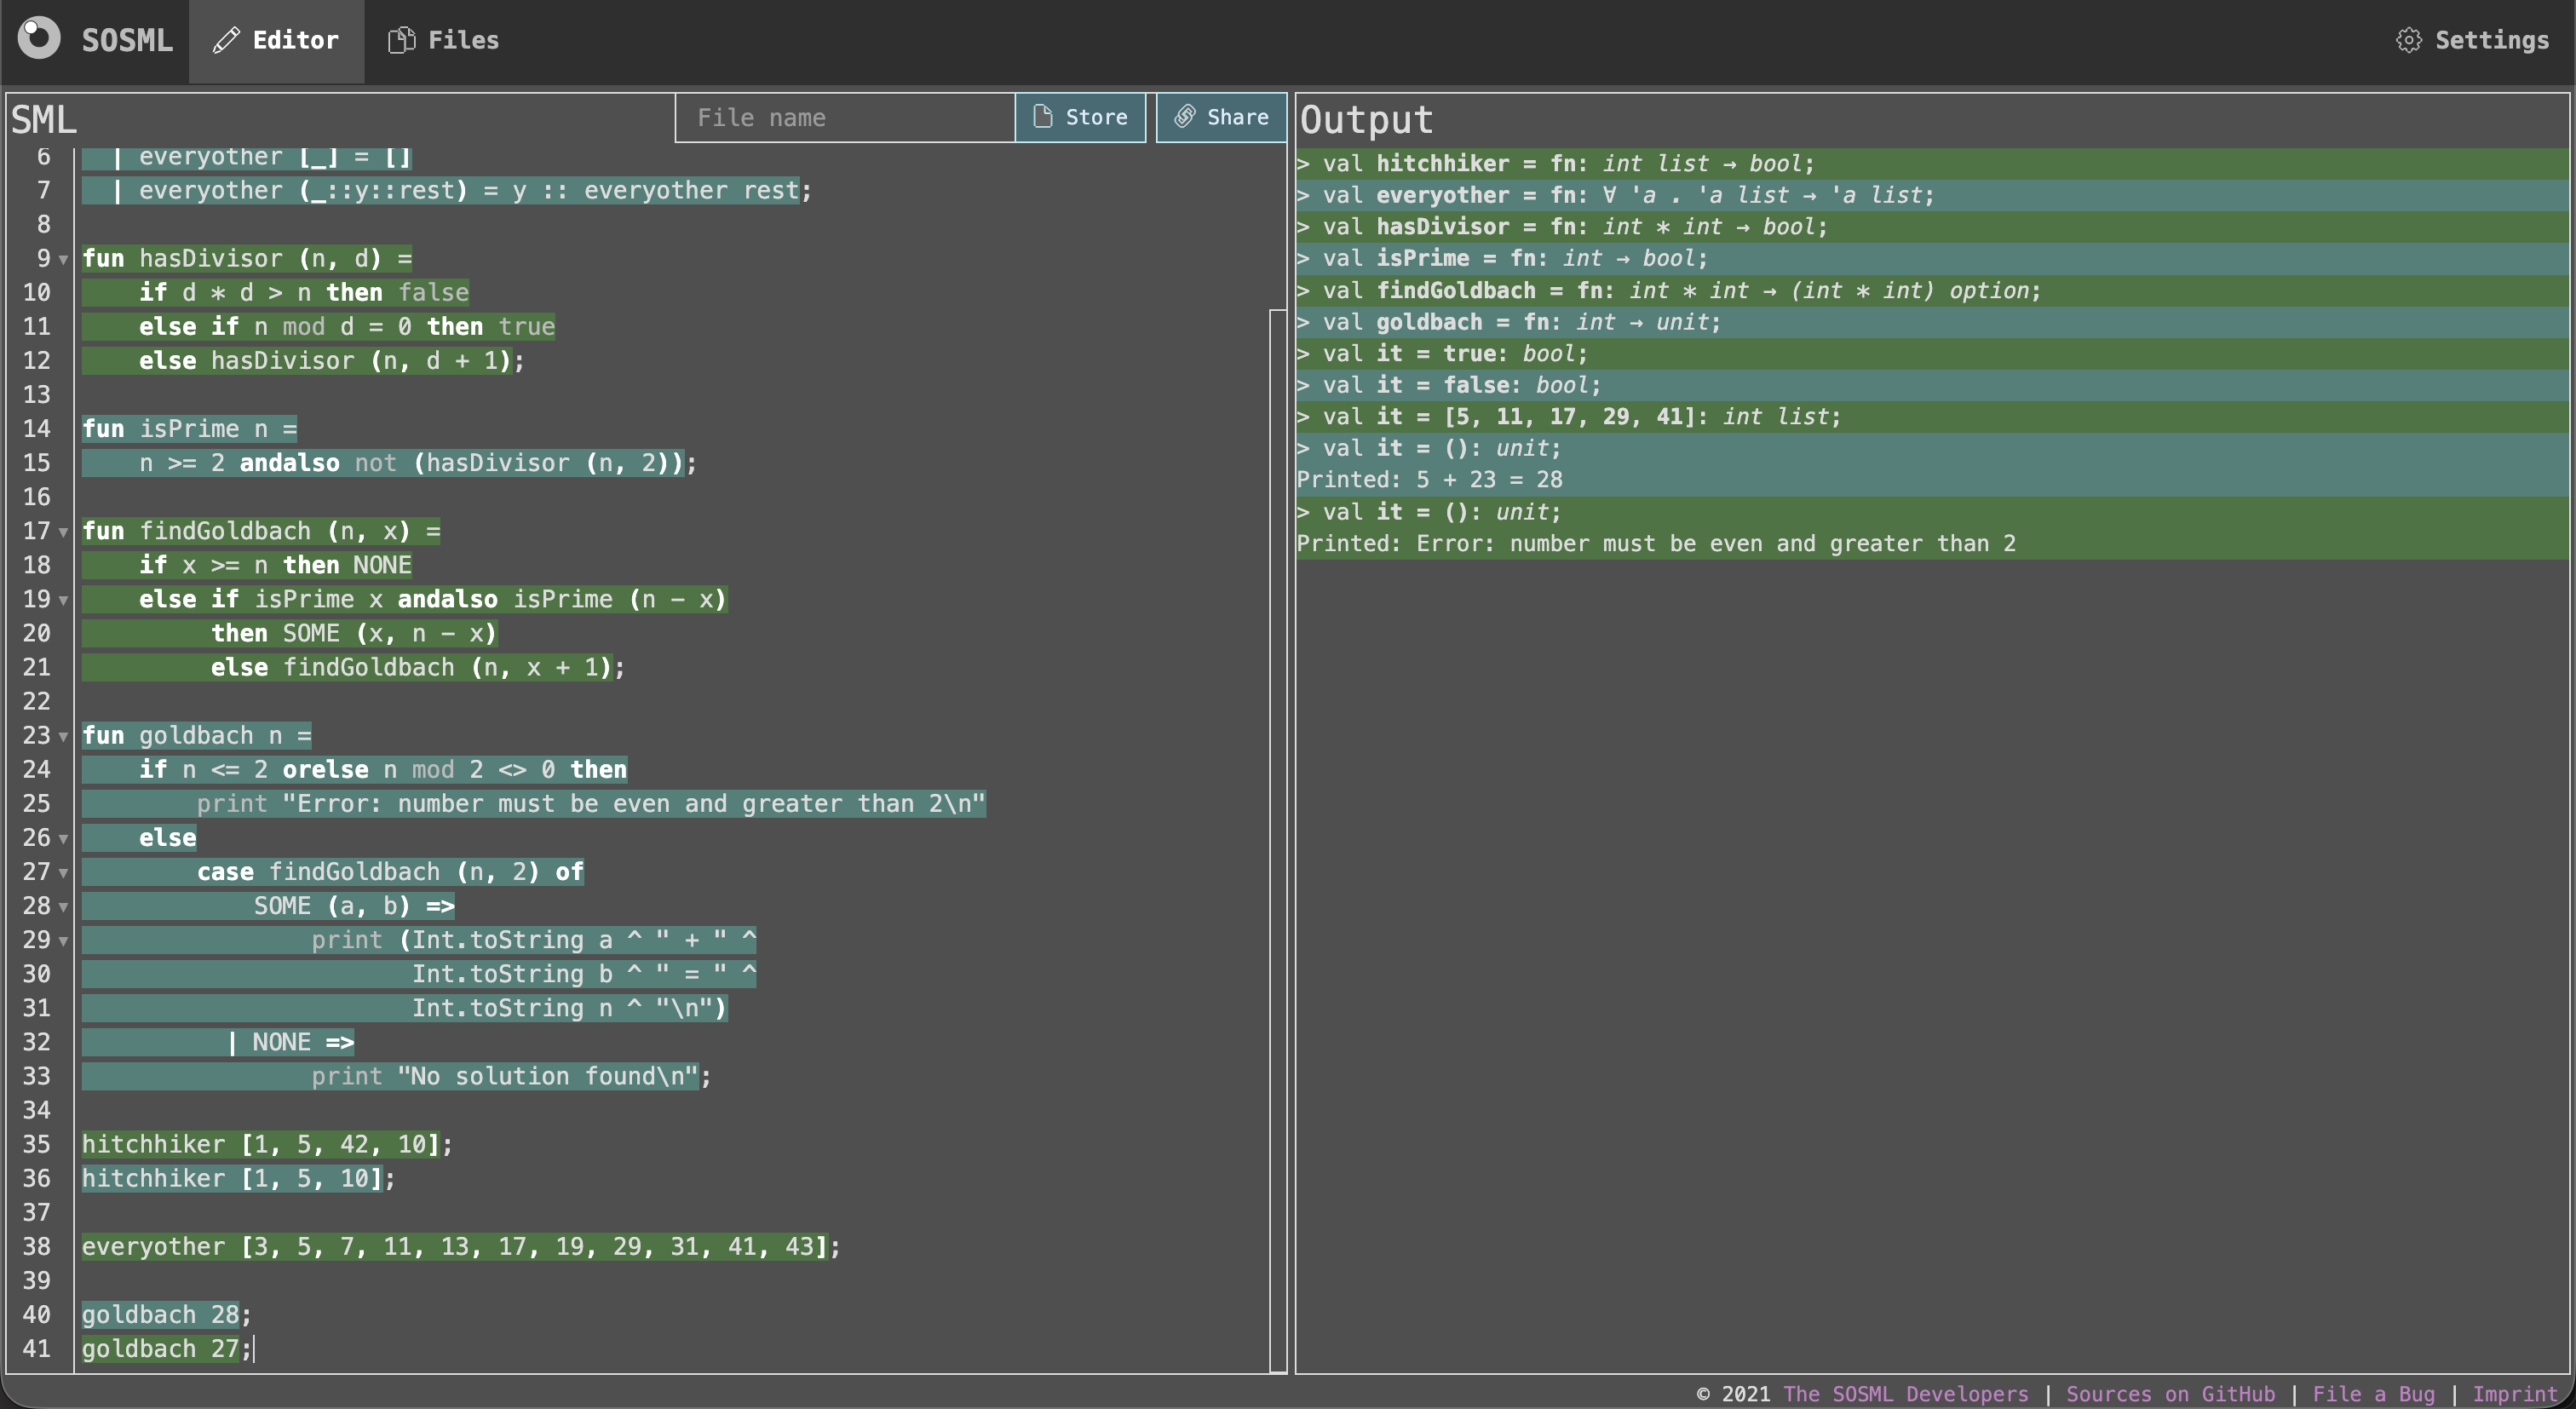 SOSML Editor Files Settings
SML File name Store Share
6   | everyother [_] = []
7   | everyother (_::y::rest) = y :: everyother rest;
8
9 fun hasDivisor (n, d) =
10     if d * d > n then false
11     else if n mod d = 0 then true
12     else hasDivisor (n, d + 1);
13
14 fun isPrime n =
15     n >= 2 andalso not (hasDivisor (n, 2));
16
17 fun findGoldbach (n, x) =
18     if x >= n then NONE
19     else if isPrime x andalso isPrime (n - x)
20          then SOME (x, n - x)
21          else findGoldbach (n, x + 1);
22
23 fun goldbach n =
24     if n <= 2 orelse n mod 2 <> 0 then
25         print "Error: number must be even and greater than 2\n"
26     else
27         case findGoldbach (n, 2) of
28             SOME (a, b) =>
29                 print (Int.toString a ^ " + " ^
30                        Int.toString b ^ " = " ^
31                        Int.toString n ^ "\n")
32           | NONE =>
33                 print "No solution found\n";
34
35 hitchhiker [1, 5, 42, 10];
36 hitchhiker [1, 5, 10];
37
38 everyother [3, 5, 7, 11, 13, 17, 19, 29, 31, 41, 43];
39
40 goldbach 28;
41 goldbach 27;
Output
> val hitchhiker = fn: int list → bool;
> val everyother = fn: ∀ 'a . 'a list → 'a list;
> val hasDivisor = fn: int * int → bool;
> val isPrime = fn: int → bool;
> val findGoldbach = fn: int * int → (int * int) option;
> val goldbach = fn: int → unit;
> val it = true: bool;
> val it = false: bool;
> val it = [5, 11, 17, 29, 41]: int list;
> val it = (): unit;
Printed: 5 + 23 = 28
> val it = (): unit;
Printed: Error: number must be even and greater than 2
© 2021 The SOSML Developers | Sources on GitHub | File a Bug | Imprint